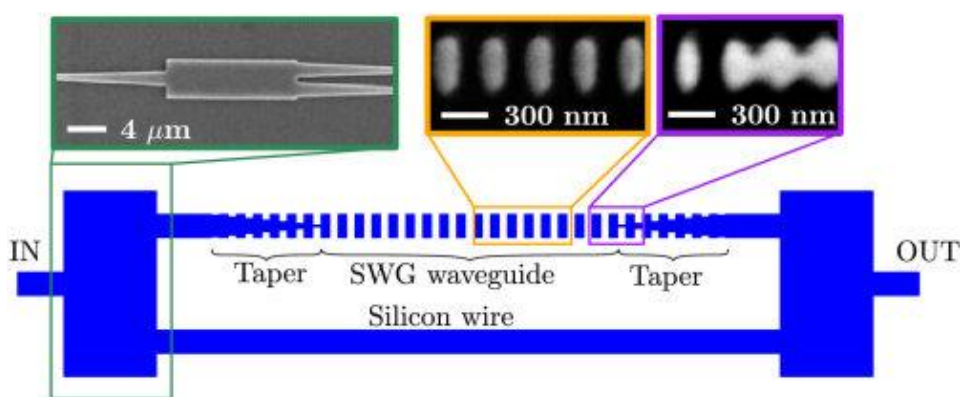 4 μm
300 nm
300 nm
IN
OUT
Taper
SWG waveguide
Taper
Silicon wire